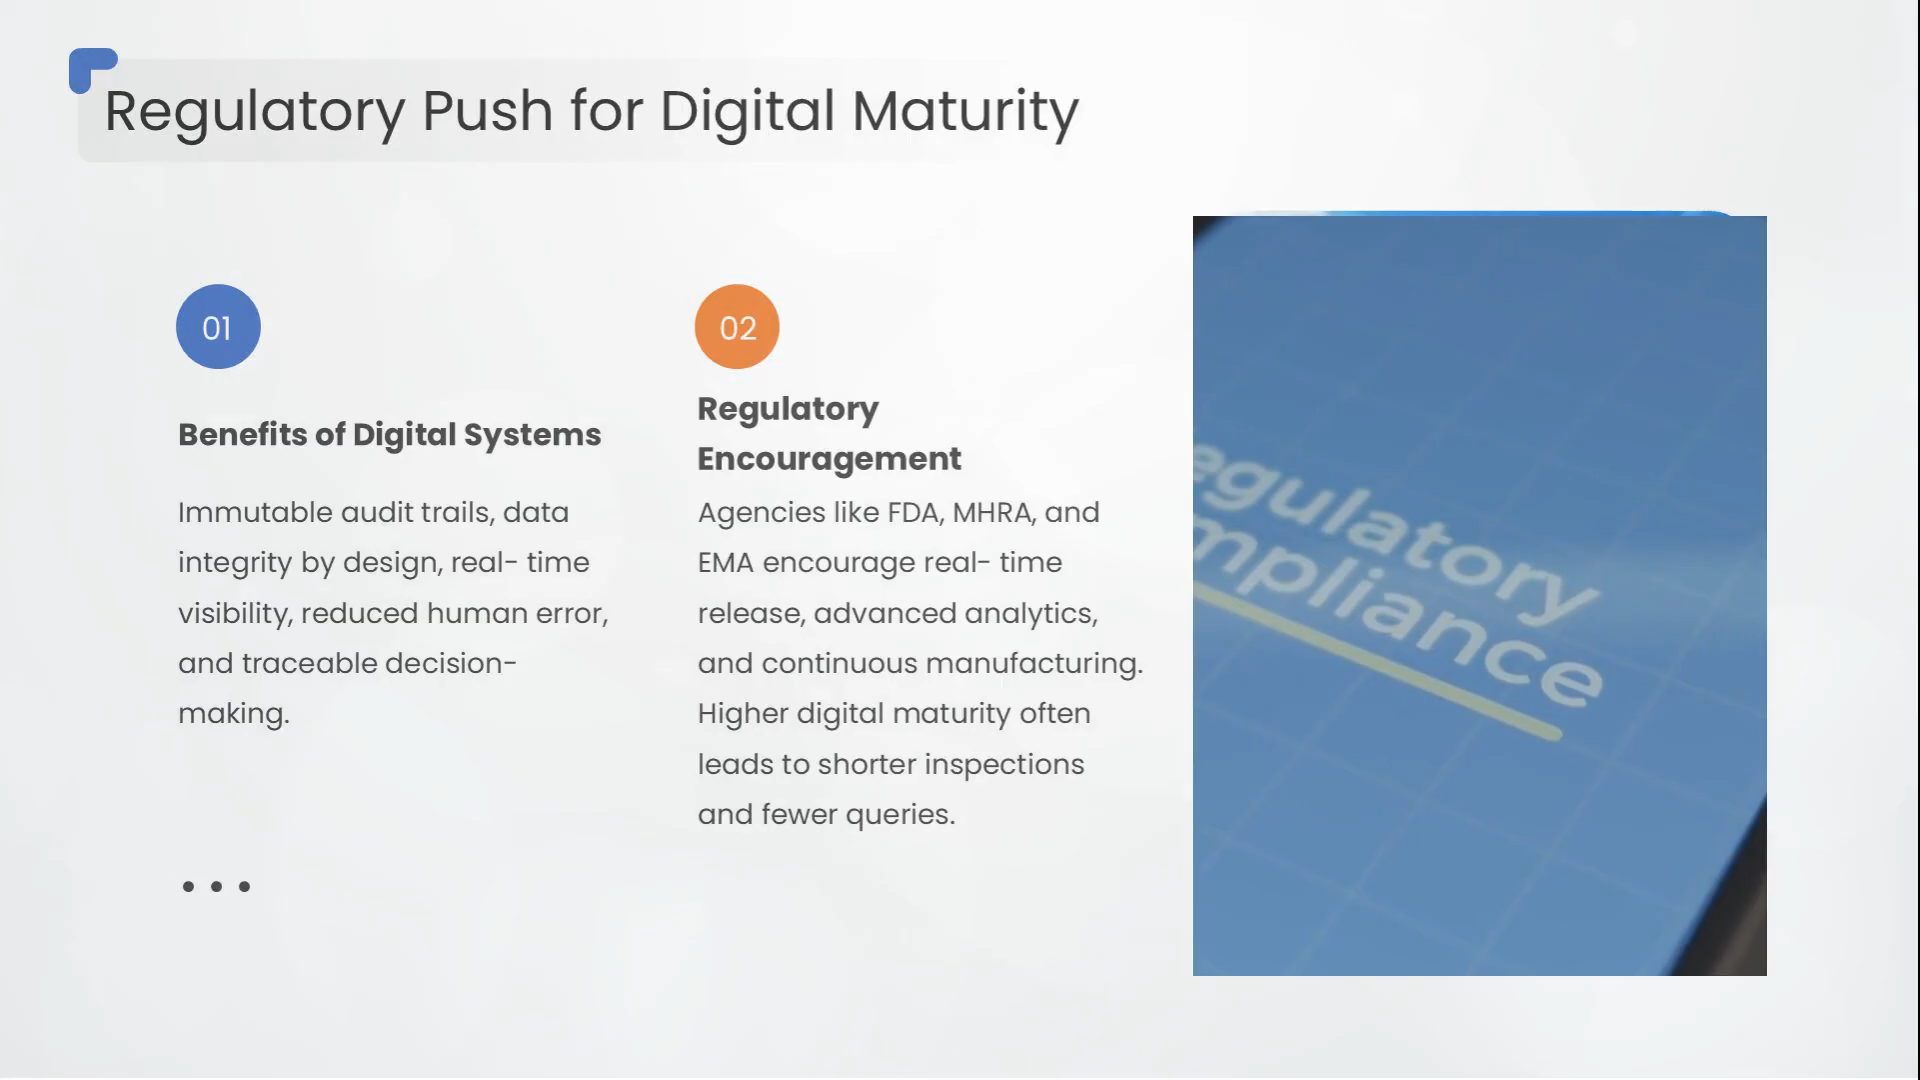 Regulatory Push for Digital Maturity
01
Benefits of Digital Systems
Immutable audit trails, data
integrity by design, real- time
visibility, reduced human error,
and traceable decision-
making.
02
Regulatory
Encouragement
Agencies like FDA, MHRA, and
EMA encourage real- time
release, advanced analytics,
and continuous manufacturing.
Higher digital maturity often
leads to shorter inspections
and fewer queries.
egulatory
mpliance